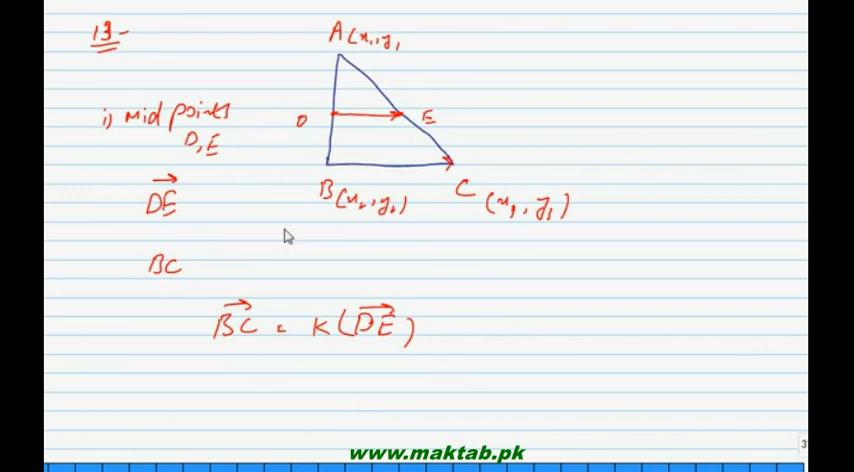 13-
A(x₁, y₁
i) mid points
D, E
D
E
DE
B(x₂, y₂)
C (x₃, y₃)
BC
BC = K(DE)
www.maktab.pk